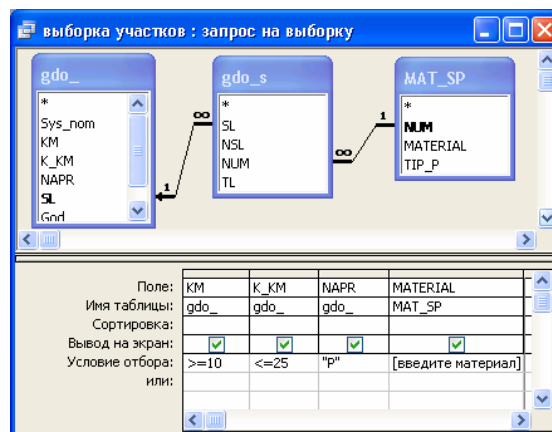 выборка участков : запрос на выборку
gdo_
*
Sys_nom
KM
K_KM
NAPR
SL
God
1
∞
gdo_s
*
SL
NSL
NUM
TL
∞
1
MAT_SP
*
NUM
MATERIAL
TIP_P
Поле: KM K_KM NAPR MATERIAL
Имя таблицы: gdo_ gdo_ gdo_ MAT_SP
Сортировка:
Вывод на экран:
Условие отбора: >=10 <=25 "P" [введите материал]
или: